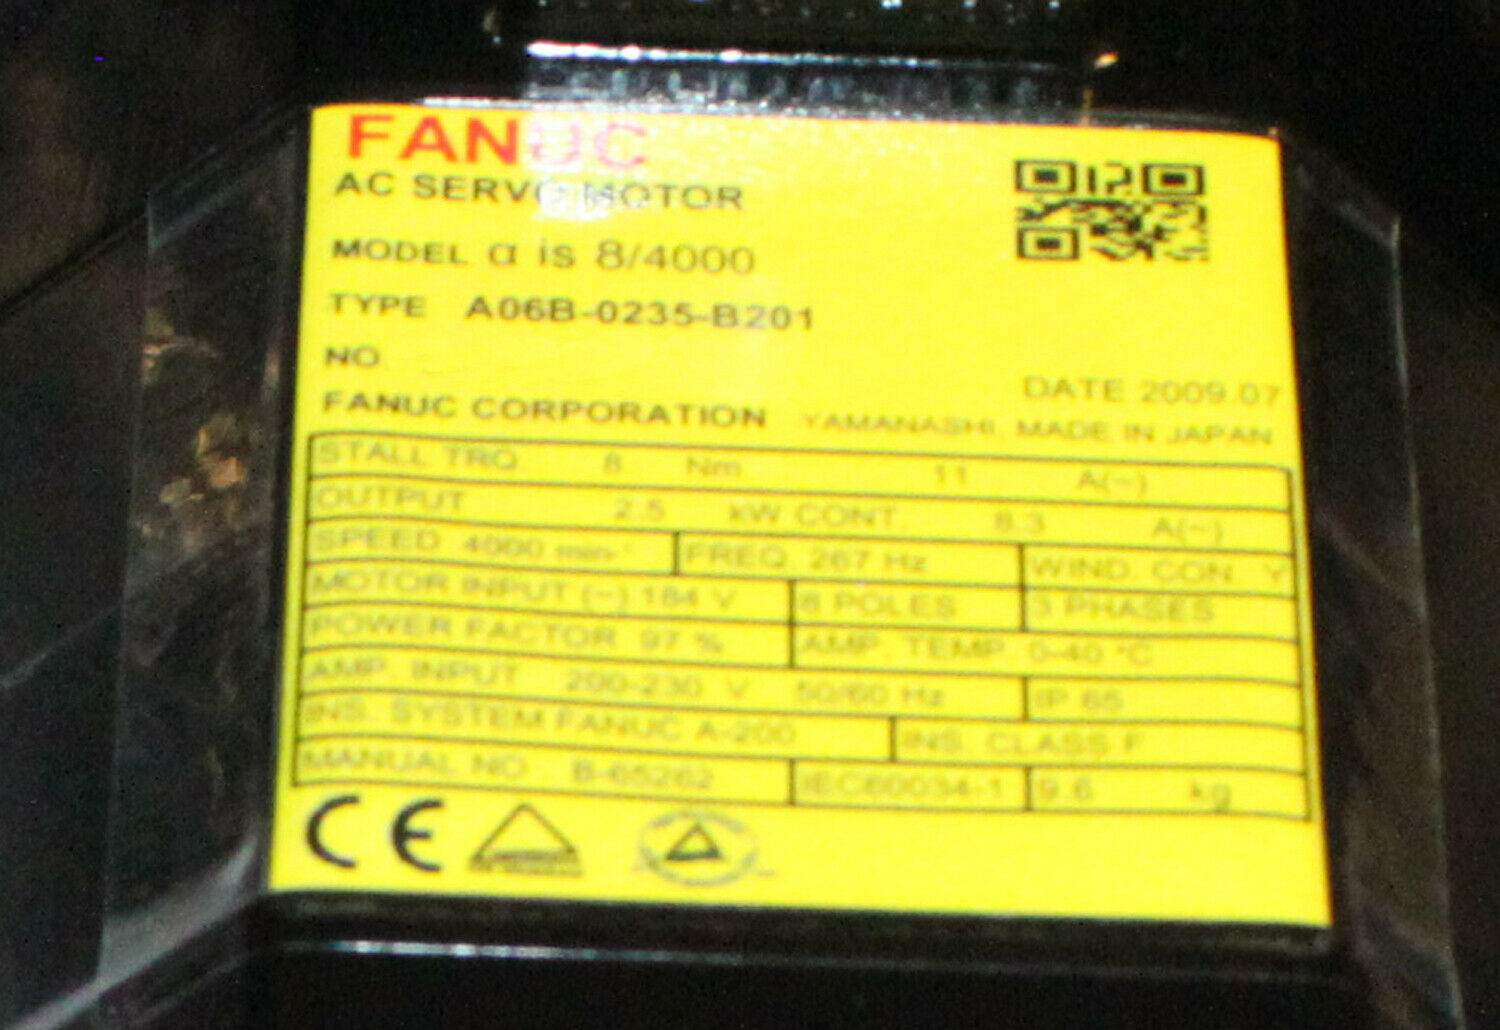 FANUC
AC SERVO MOTOR
MODEL α is 8/4000
TYPE A06B-0235-B201
NO.
DATE 2009.07
FANUC CORPORATION YAMANASHI, MADE IN JAPAN
STALL TRQ. 8 Nm 11 A(~)
OUTPUT 2.5 kW CONT. 8.3 A(~)
SPEED 4000 min-¹ FREQ. 267 Hz WIND. CON. Y
MOTOR INPUT (~) 184 V 8 POLES 3 PHASES
POWER FACTOR 97 % AMP. TEMP. 0-40 °C
AMP. INPUT 200-230 V 50/60 Hz IP 65
INS. SYSTEM FANUC A-200 INS. CLASS F
MANUAL NO. B-65262 IEC60034-1 9.6 kg
CE